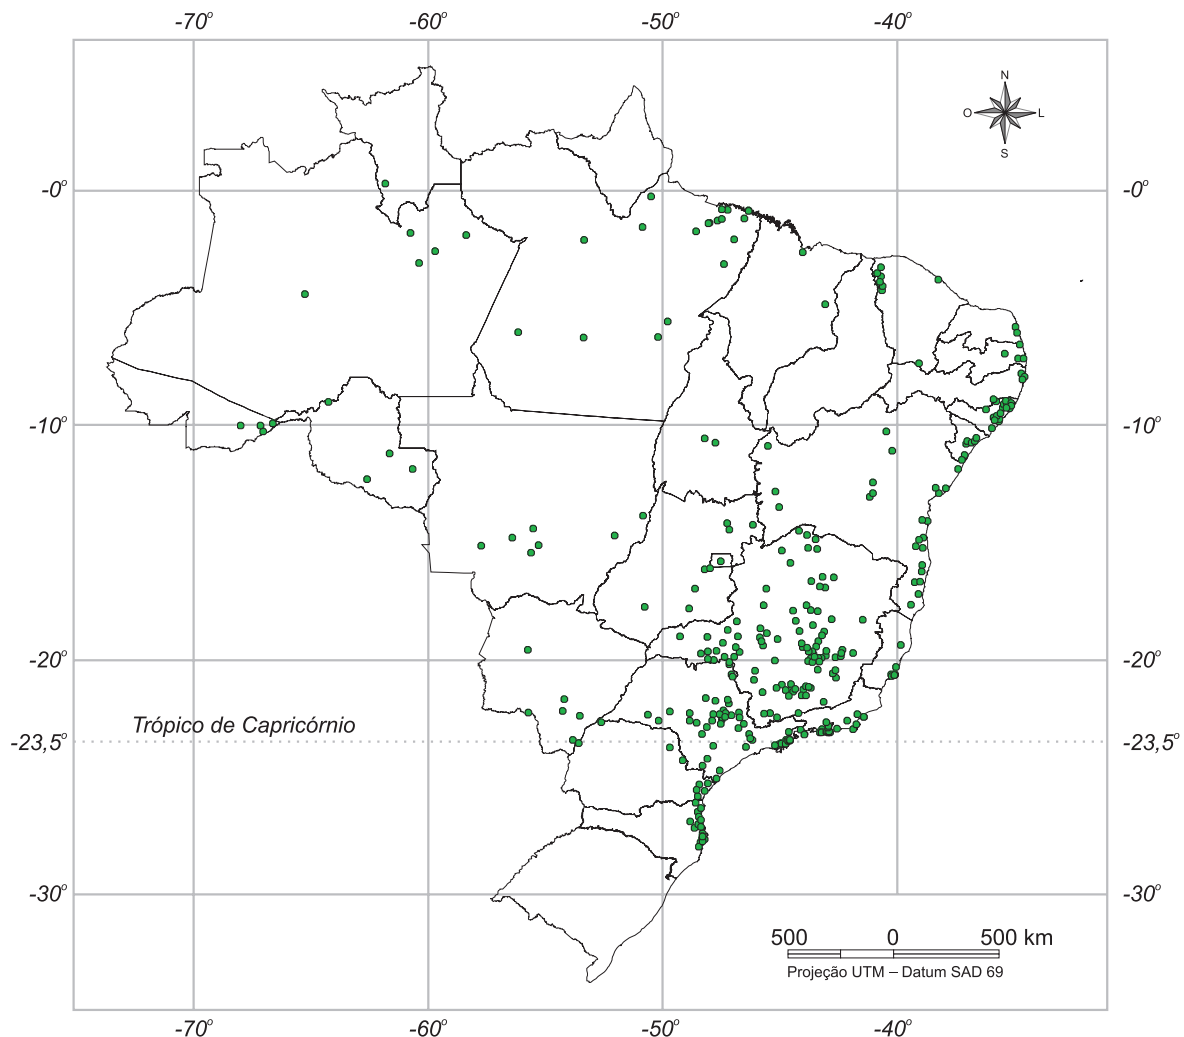 -70º -60º -50º -40º
N
O L
S
-0º -0º
-10º -10º
-20º -20º
Trópico de Capricórnio
-23,5º -23,5º
-30º -30º
500 0 500 km
Projeção UTM – Datum SAD 69
-70º -60º -50º -40º